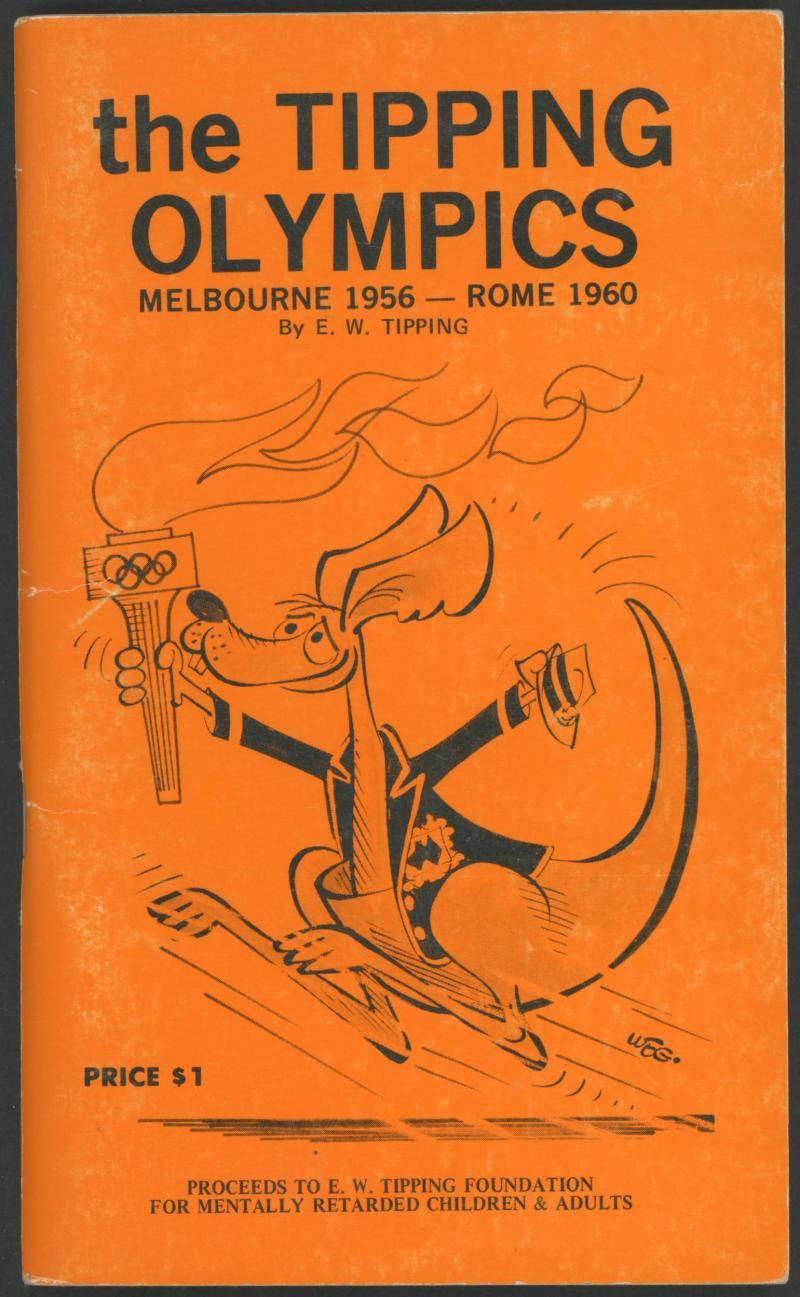 the TIPPING
OLYMPICS
MELBOURNE 1956 — ROME 1960
By E. W. TIPPING
WEG.
PRICE $1
PROCEEDS TO E. W. TIPPING FOUNDATION
FOR MENTALLY RETARDED CHILDREN & ADULTS